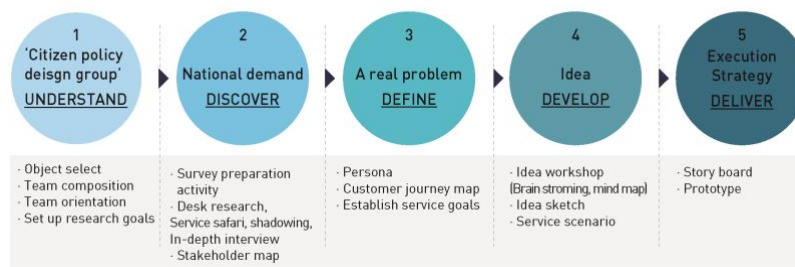 1
'Citizen policy
deisgn group'
UNDERSTAND
2
National demand
DISCOVER
3
A real problem
DEFINE
4
Idea
DEVELOP
5
Execution
Strategy
DELIVER
· Object select
· Team composition
· Team orientation
· Set up research goals
· Survey preparation
activity
· Desk research,
Service safari, shadowing,
In-depth interview
· Stakeholder map
· Persona
· Customer journey map
· Establish service goals
· Idea workshop
(Brain stroming, mind map)
· Idea sketch
· Service scenario
· Story board
· Prototype